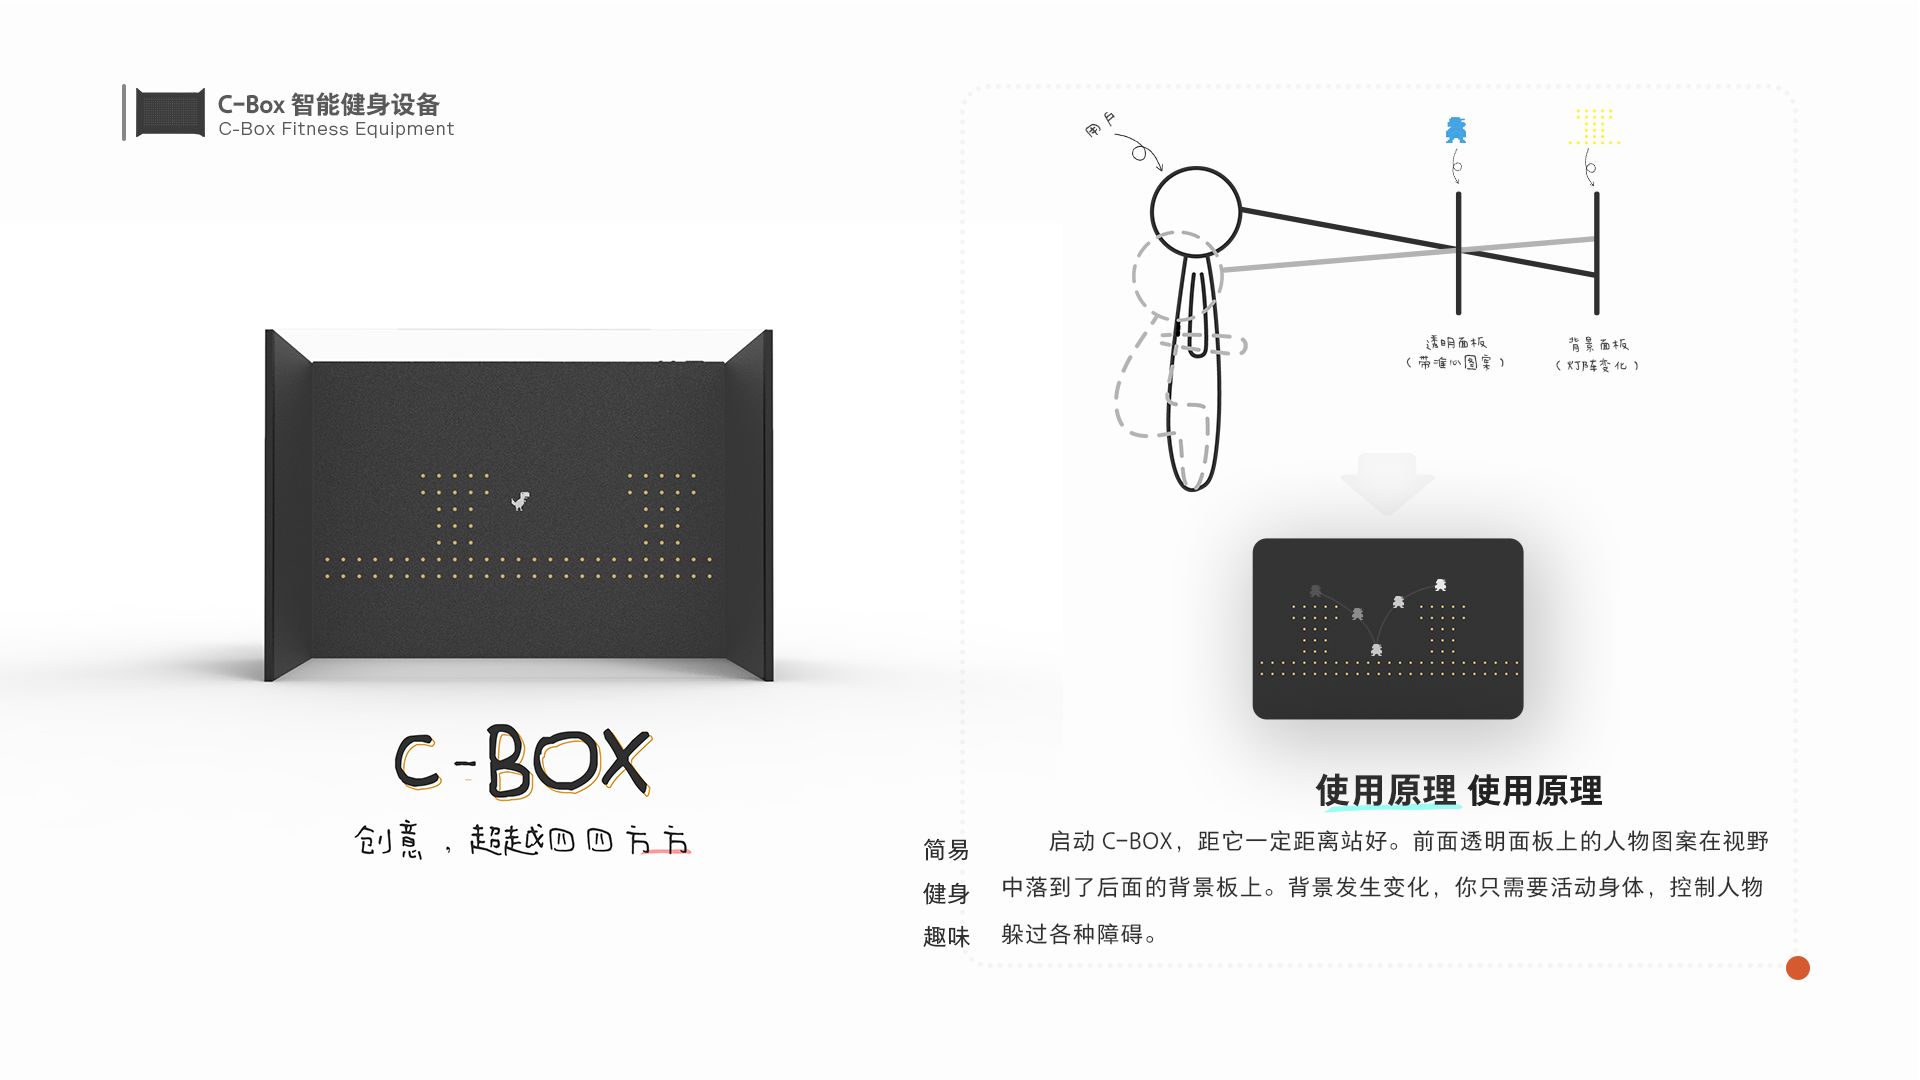 C-Box 智能健身设备
C-Box Fitness Equipment
C-BOX
创意，超越四四方方
用户
透明面板
（带准心图案）
背景面板
（灯阵变化）
使用原理 使用原理
简易
健身
趣味
启动 C-BOX，距它一定距离站好。前面透明面板上的人物图案在视野
中落到了后面的背景板上。背景发生变化，你只需要活动身体，控制人物
躲过各种障碍。